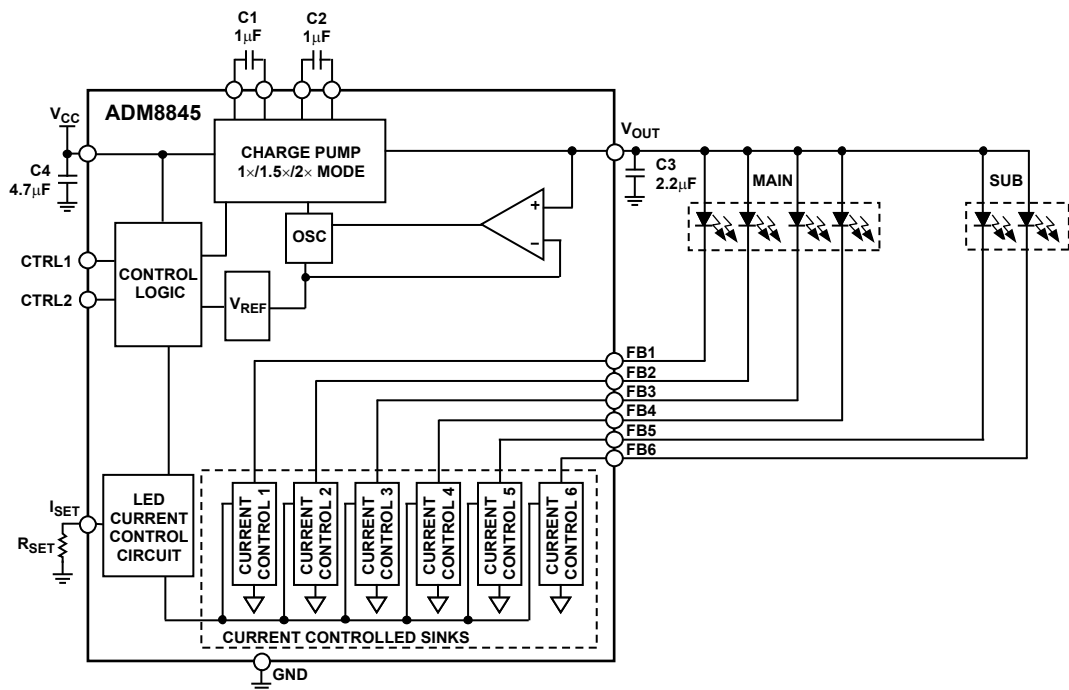 C1
1μF
C2
1μF
ADM8845
VCC
C4
4.7μF
CHARGE PUMP
1×/1.5×/2× MODE
VOUT
C3
2.2μF
MAIN
SUB
OSC
+
−
CTRL1
CTRL2
CONTROL
LOGIC
VREF
FB1
FB2
FB3
FB4
FB5
FB6
ISET
RSET
LED
CURRENT
CONTROL
CIRCUIT
CURRENT
CONTROL 1
CURRENT
CONTROL 2
CURRENT
CONTROL 3
CURRENT
CONTROL 4
CURRENT
CONTROL 5
CURRENT
CONTROL 6
CURRENT CONTROLLED SINKS
GND